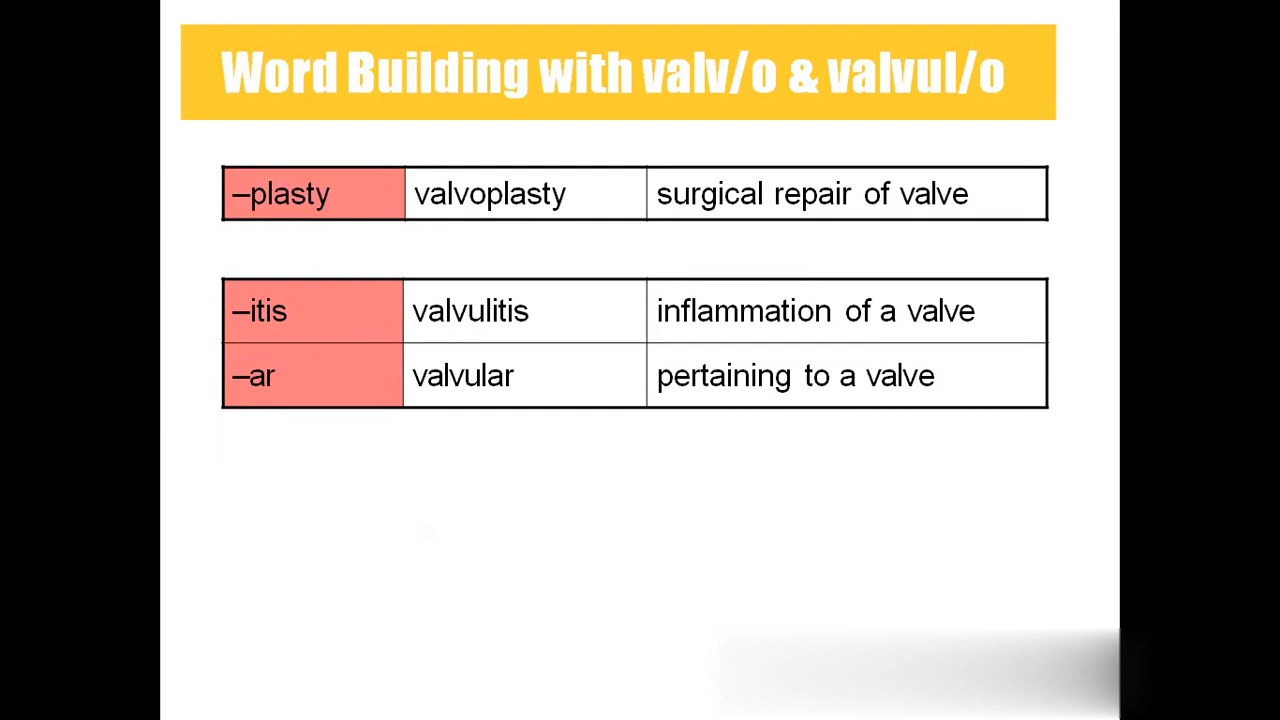 Word Building with valv/o & valvul/o
–plasty valvoplasty surgical repair of valve
–itis valvulitis inflammation of a valve
–ar valvular pertaining to a valve